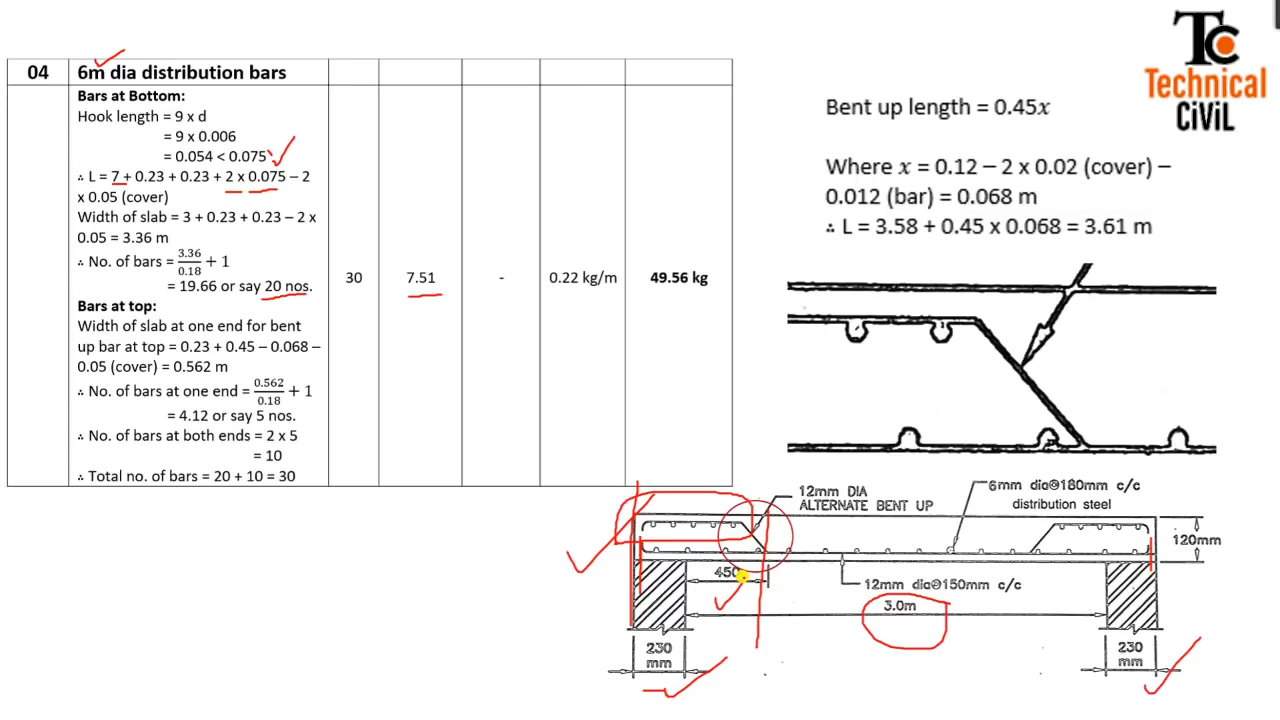 04 6m dia distribution bars
Bars at Bottom:
Hook length = 9 x d
= 9 x 0.006
= 0.054 < 0.075
∴ L = 7 + 0.23 + 0.23 + 2 x 0.075 – 2
x 0.05 (cover)
Width of slab = 3 + 0.23 + 0.23 – 2 x
0.05 = 3.36 m
∴ No. of bars = 3.36/0.18 + 1
= 19.66 or say 20 nos.
30 7.51 - 0.22 kg/m 49.56 kg
Bars at top:
Width of slab at one end for bent
up bar at top = 0.23 + 0.45 – 0.068 –
0.05 (cover) = 0.562 m
∴ No. of bars at one end = 0.562/0.18 + 1
= 4.12 or say 5 nos.
∴ No. of bars at both ends = 2 x 5
= 10
∴ Total no. of bars = 20 + 10 = 30
Technical
CiViL
Bent up length = 0.45x
Where x = 0.12 – 2 x 0.02 (cover) –
0.012 (bar) = 0.068 m
∴ L = 3.58 + 0.45 x 0.068 = 3.61 m
12mm DIA
ALTERNATE BENT UP
6mm dia@180mm c/c
distribution steel
120mm
450
12mm dia@150mm c/c
3.0m
230
mm
230
mm